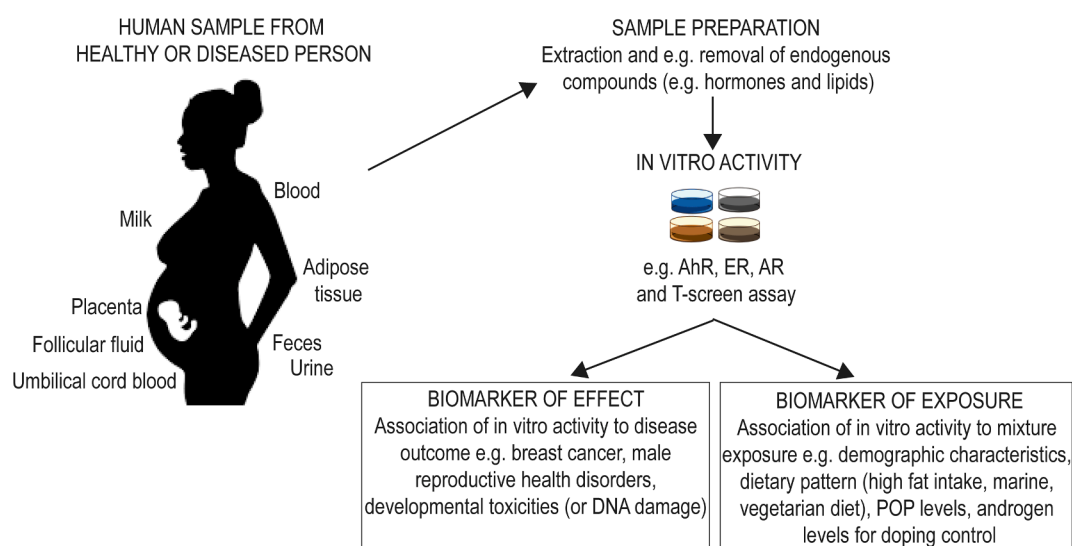 HUMAN SAMPLE FROM
HEALTHY OR DISEASED PERSON
Blood
Milk
Adipose
tissue
Placenta
Follicular fluid
Feces
Urine
Umbilical cord blood
SAMPLE PREPARATION
Extraction and e.g. removal of endogenous
compounds (e.g. hormones and lipids)
IN VITRO ACTIVITY
e.g. AhR, ER, AR
and T-screen assay
BIOMARKER OF EFFECT
Association of in vitro activity to disease
outcome e.g. breast cancer, male
reproductive health disorders,
developmental toxicities (or DNA damage)
BIOMARKER OF EXPOSURE
Association of in vitro activity to mixture
exposure e.g. demographic characteristics,
dietary pattern (high fat intake, marine,
vegetarian diet), POP levels, androgen
levels for doping control